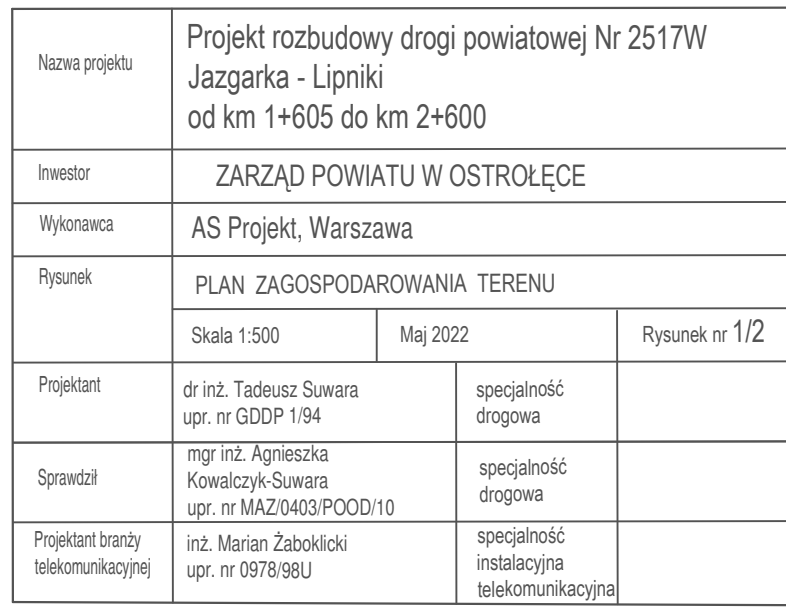 Nazwa projektu
Projekt rozbudowy drogi powiatowej Nr 2517W
Jazgarka - Lipniki
od km 1+605 do km 2+600
Inwestor
ZARZĄD POWIATU W OSTROŁĘCE
Wykonawca
AS Projekt, Warszawa
Rysunek
PLAN ZAGOSPODAROWANIA TERENU
Skala 1:500
Maj 2022
Rysunek nr 1/2
Projektant
dr inż. Tadeusz Suwara
upr. nr GDDP 1/94
specjalność
drogowa
Sprawdził
mgr inż. Agnieszka
Kowalczyk-Suwara
upr. nr MAZ/0403/POOD/10
specjalność
drogowa
Projektant branży
telekomunikacyjnej
inż. Marian Żaboklicki
upr. nr 0978/98U
specjalność
instalacyjna
telekomunikacyjna